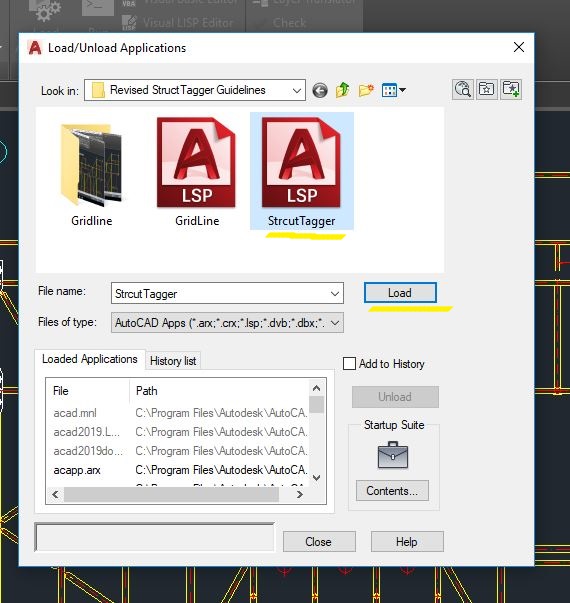 Visual Basic Editor
Layer Translator
Load
Run
VBA
Visual LISP Editor
Check
A Load/Unload Applications
Look in: Revised StructTagger Guidelines
A A
LSP LSP
Gridline GridLine StrcutTagger
File name: StrcutTagger Load
Files of type: AutoCAD Apps (*.arx;*.crx;*.lsp;*.dvb;*.dbx;*.
Loaded Applications History list Add to History
File Path Unload
acad.mnl C:\Program Files\Autodesk\AutoCA.
acad2019.L... C:\Program Files\Autodesk\AutoCA.
acad2019do... C:\Program Files\Autodesk\AutoCA.
acapp.arx C:\Program Files\Autodesk\AutoCA.
Startup Suite
Contents...
Close Help